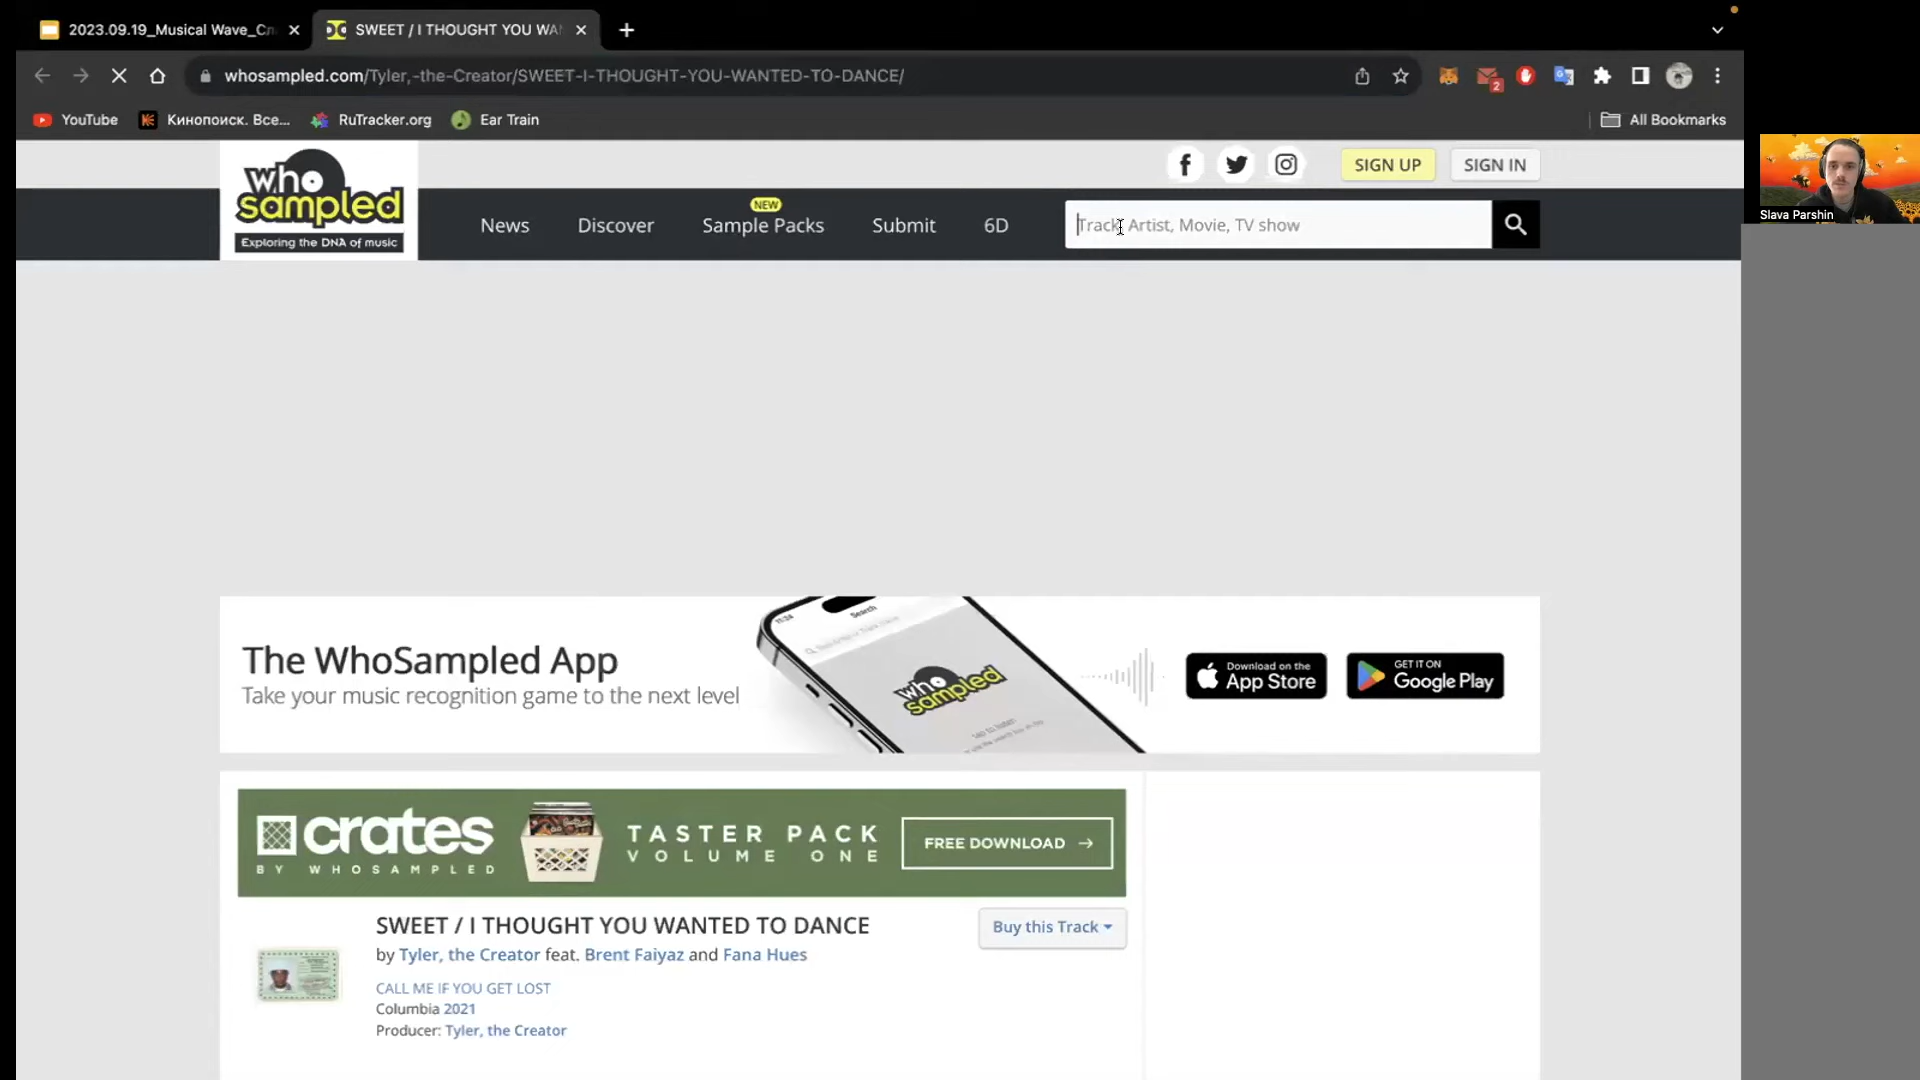 2023.09.19_Musical Wave_Сл
SWEET / I THOUGHT YOU WA
whosampled.com/Tyler,-the-Creator/SWEET-I-THOUGHT-YOU-WANTED-TO-DANCE/
2
YouTube
Кинопоиск. Все...
RuTracker.org
Ear Train
All Bookmarks
who
sampled
Exploring the DNA of music
SIGN UP
SIGN IN
News
Discover
NEW
Sample Packs
Submit
6D
Track, Artist, Movie, TV show
Slava Parshin
The WhoSampled App
Take your music recognition game to the next level
Search
who
sampled
Download on the
App Store
GET IT ON
Google Play
crates
BY WHOSAMPLED
TASTER PACK
VOLUME ONE
FREE DOWNLOAD →
SWEET / I THOUGHT YOU WANTED TO DANCE
by Tyler, the Creator feat. Brent Faiyaz and Fana Hues
Buy this Track
CALL ME IF YOU GET LOST
Columbia 2021
Producer: Tyler, the Creator